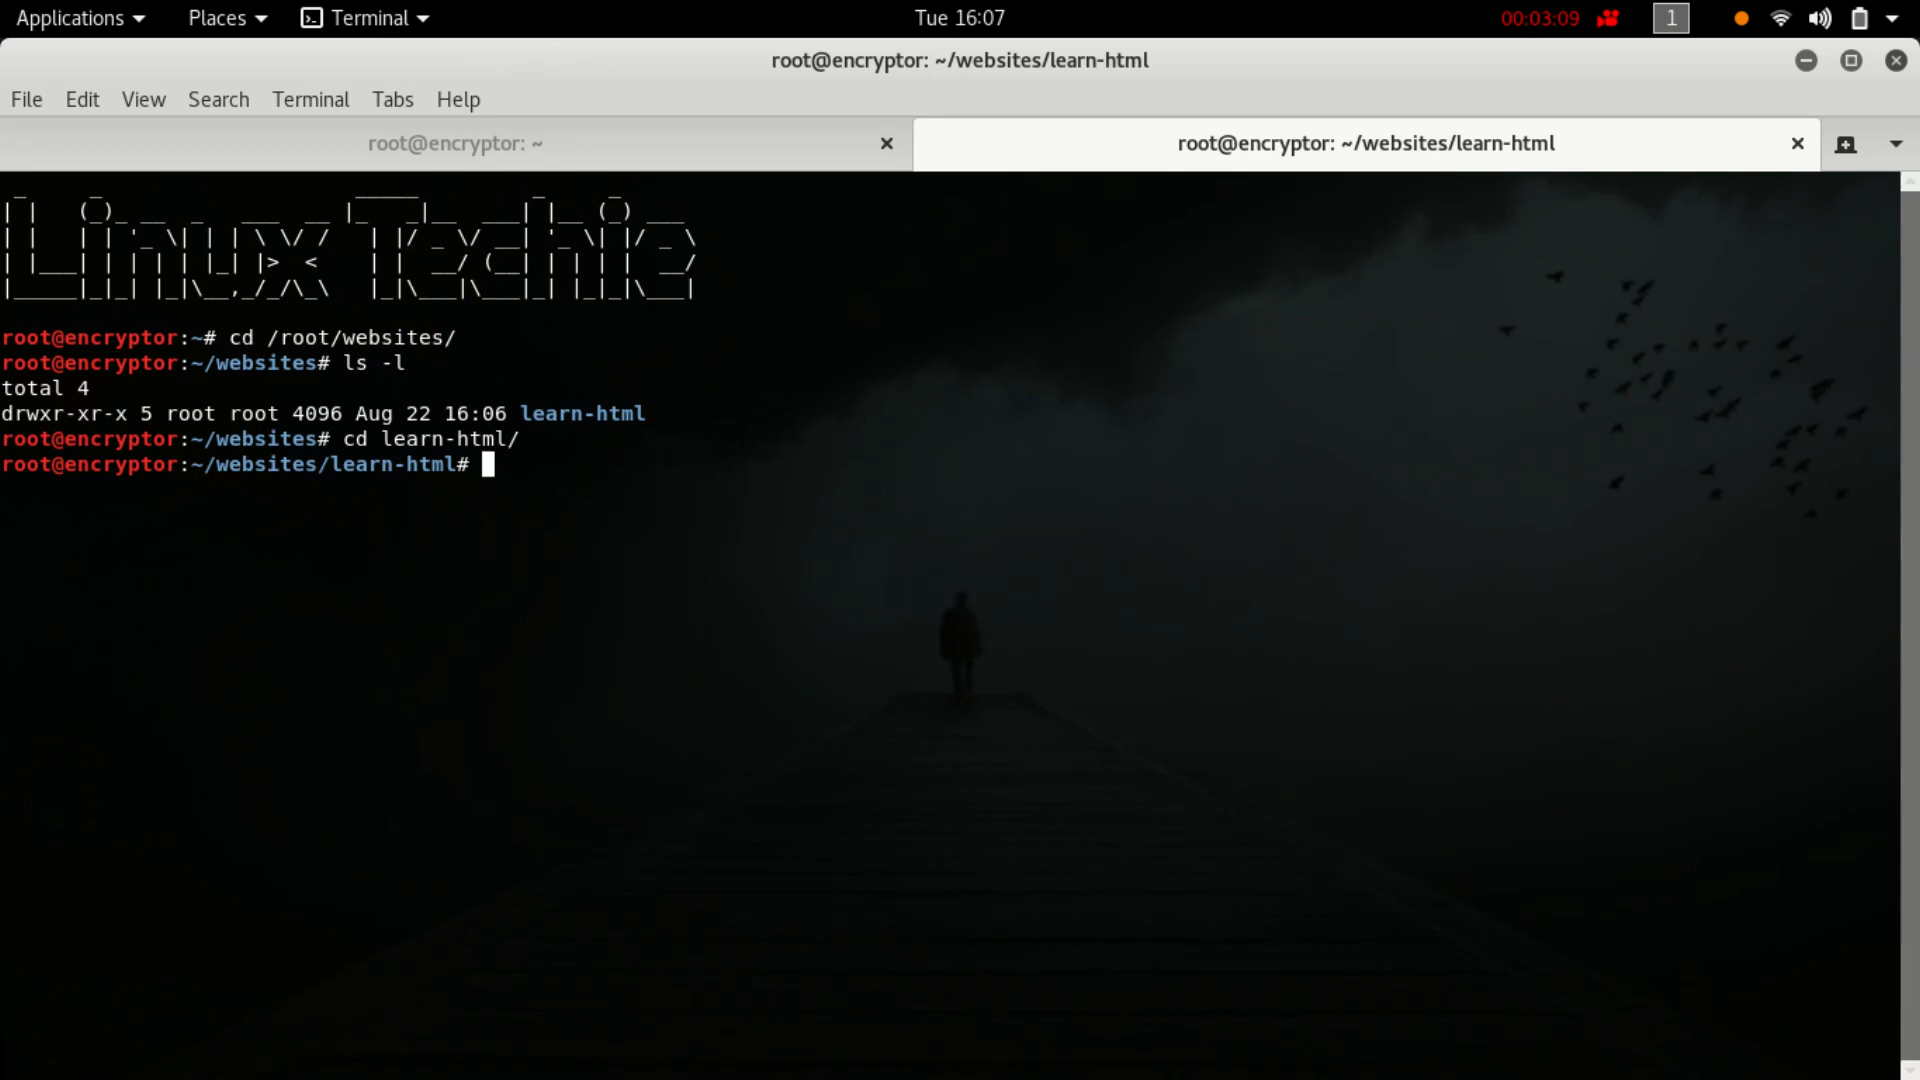 Applications Places Terminal Tue 16:07 00:03:09 1
root@encryptor: ~/websites/learn-html
File Edit View Search Terminal Tabs Help
root@encryptor: ~ root@encryptor: ~/websites/learn-html
Linux Techie
root@encryptor:~# cd /root/websites/
root@encryptor:~/websites# ls -l
total 4
drwxr-xr-x 5 root root 4096 Aug 22 16:06 learn-html
root@encryptor:~/websites# cd learn-html/
root@encryptor:~/websites/learn-html#